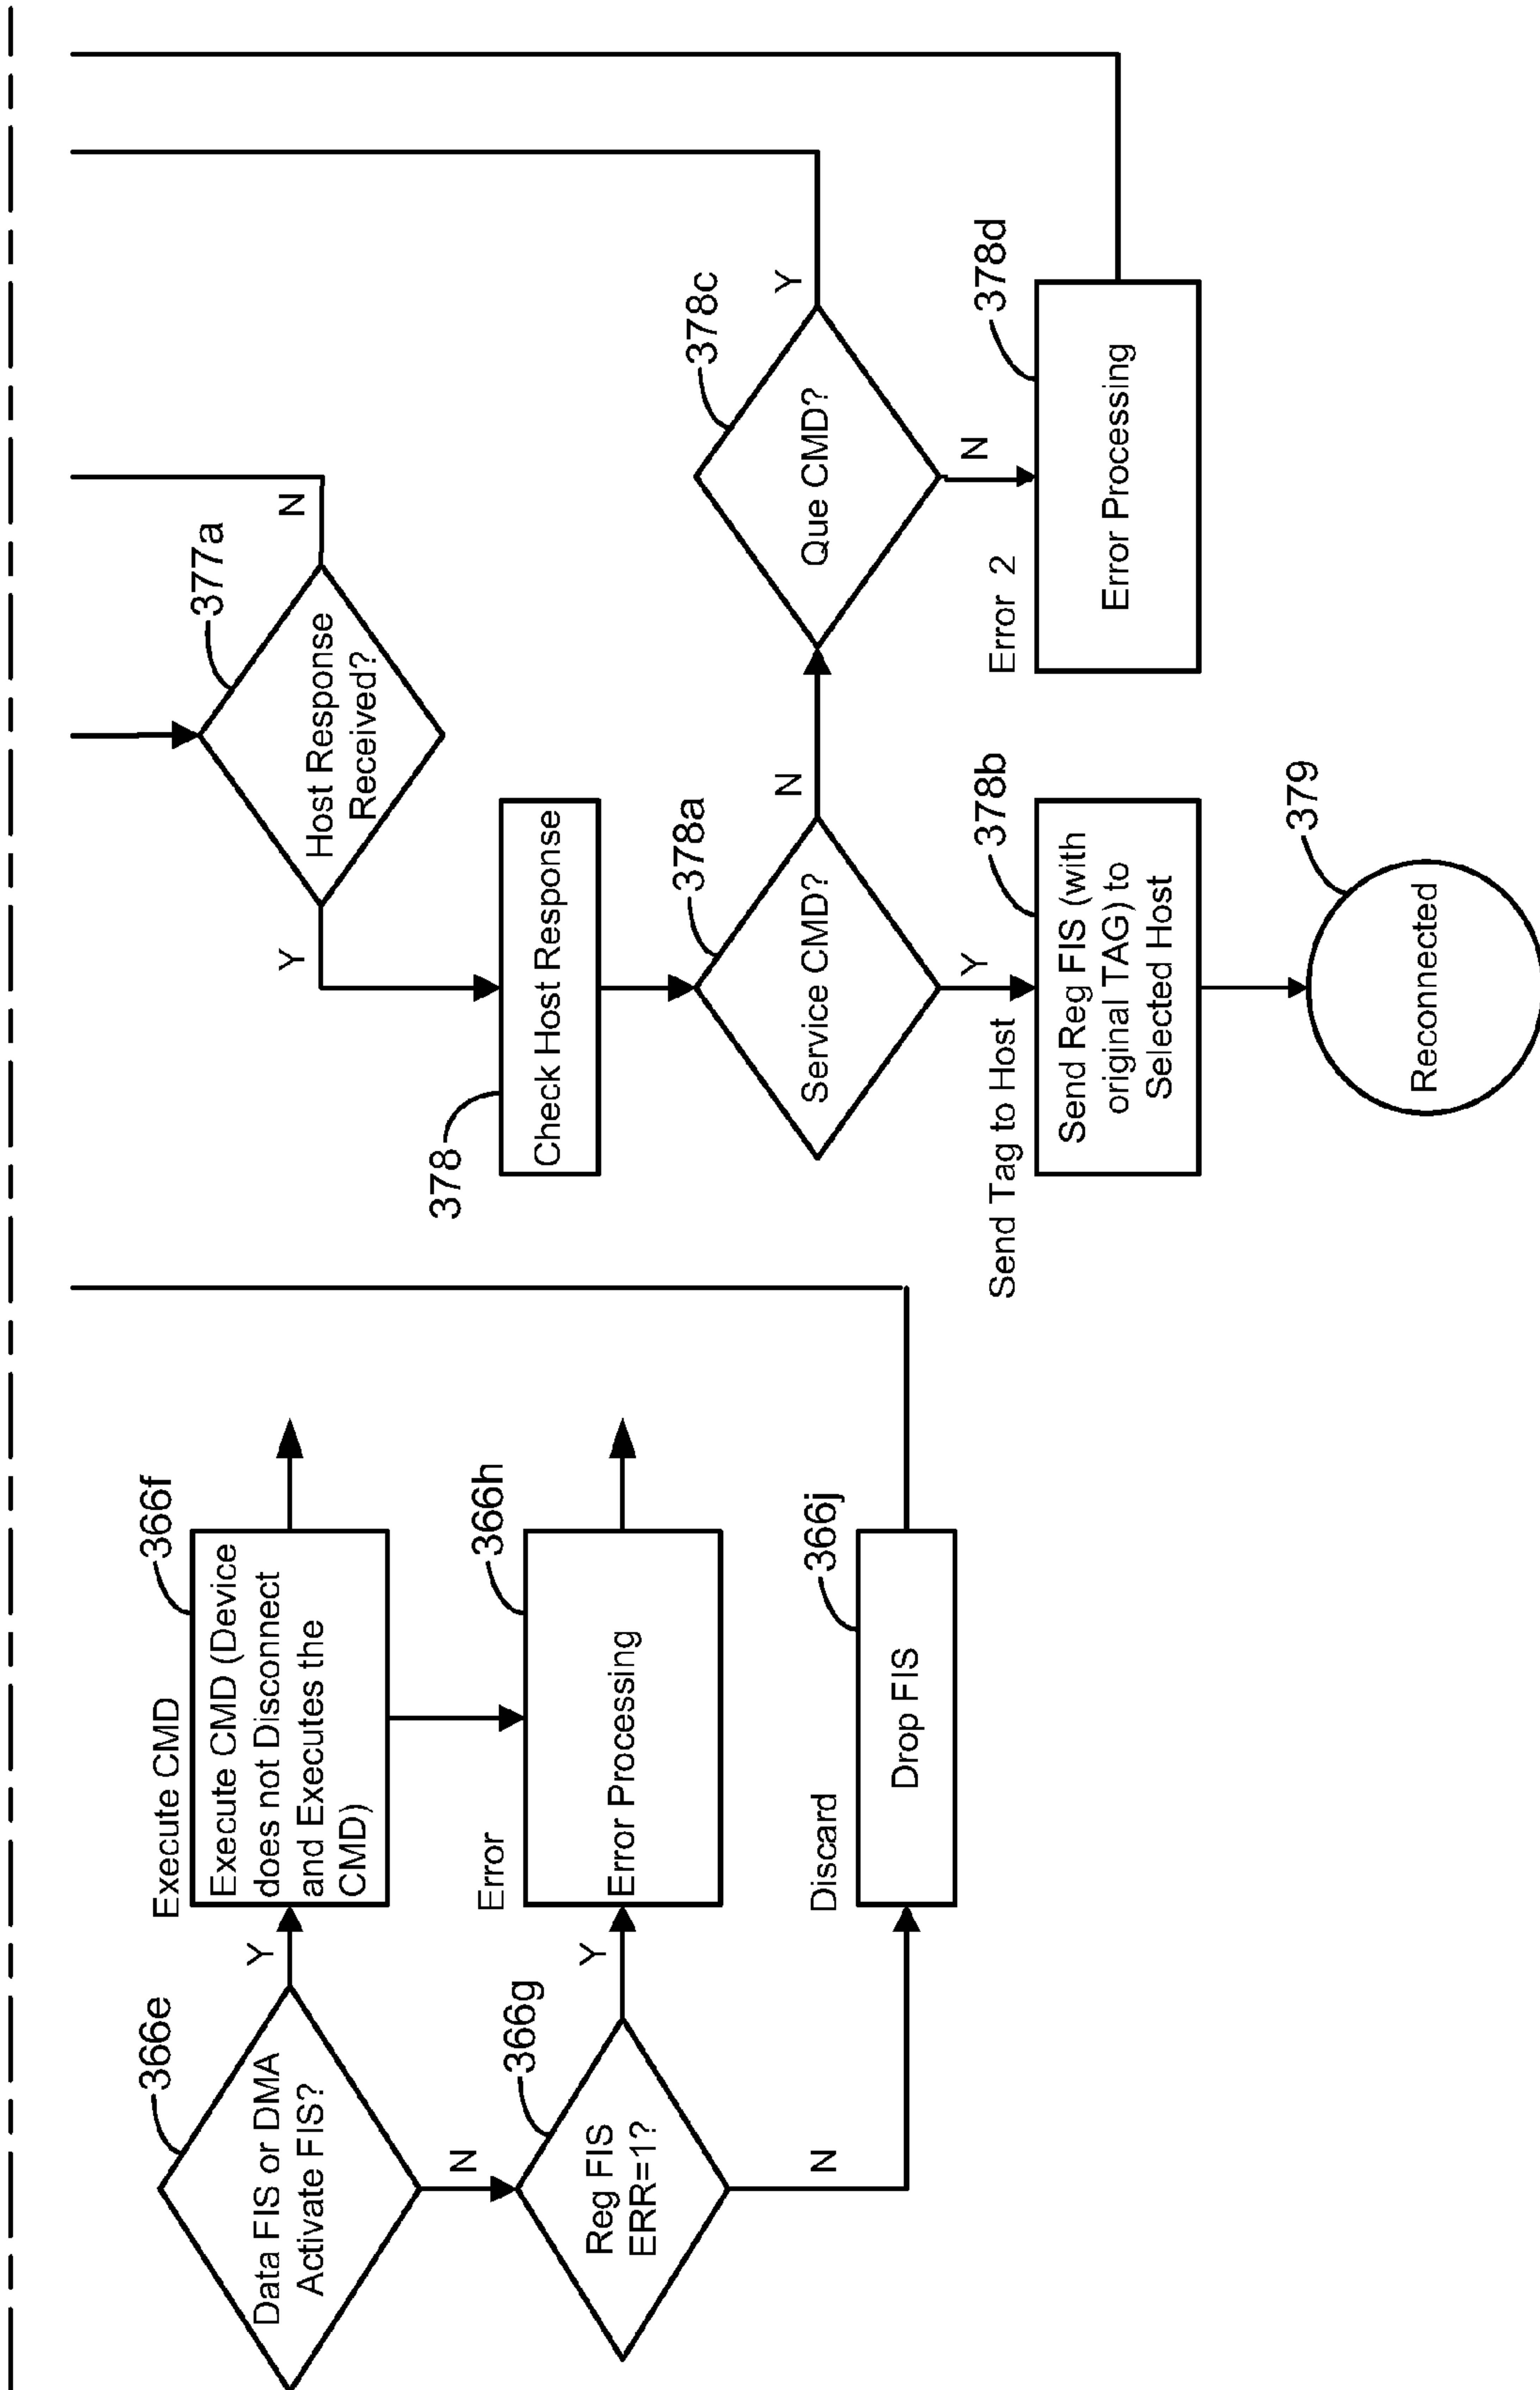 366e
Data FIS or DMA
Activate FIS?
Y
N
Execute CMD
366f
Execute CMD (Device
does not Disconnect
and Executes the
CMD)
366g
Reg FIS
ERR=1?
Y
N
Error
366h
Error Processing
Discard
366j
Drop FIS
377a
Host Response
Received?
Y
N
378
Check Host Response
378a
Service CMD?
N
Y
378c
Que CMD?
Y
N
Send Tag to Host
378b
Send Reg FIS (with
original TAG) to
Selected Host
Error 2
378d
Error Processing
379
Reconnected